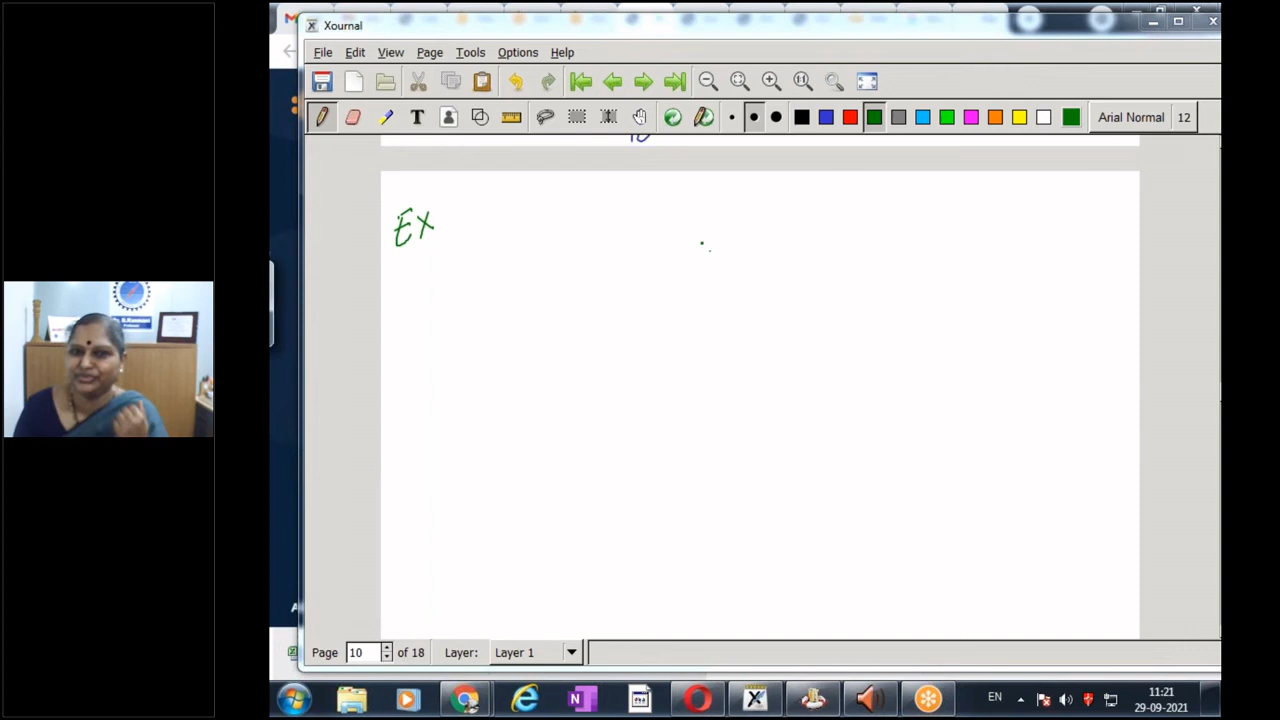 Xournal
File Edit View Page Tools Options Help
Arial Normal 12
EX
Page 10 of 18 Layer: Layer 1
EN
11:21
29-09-2021